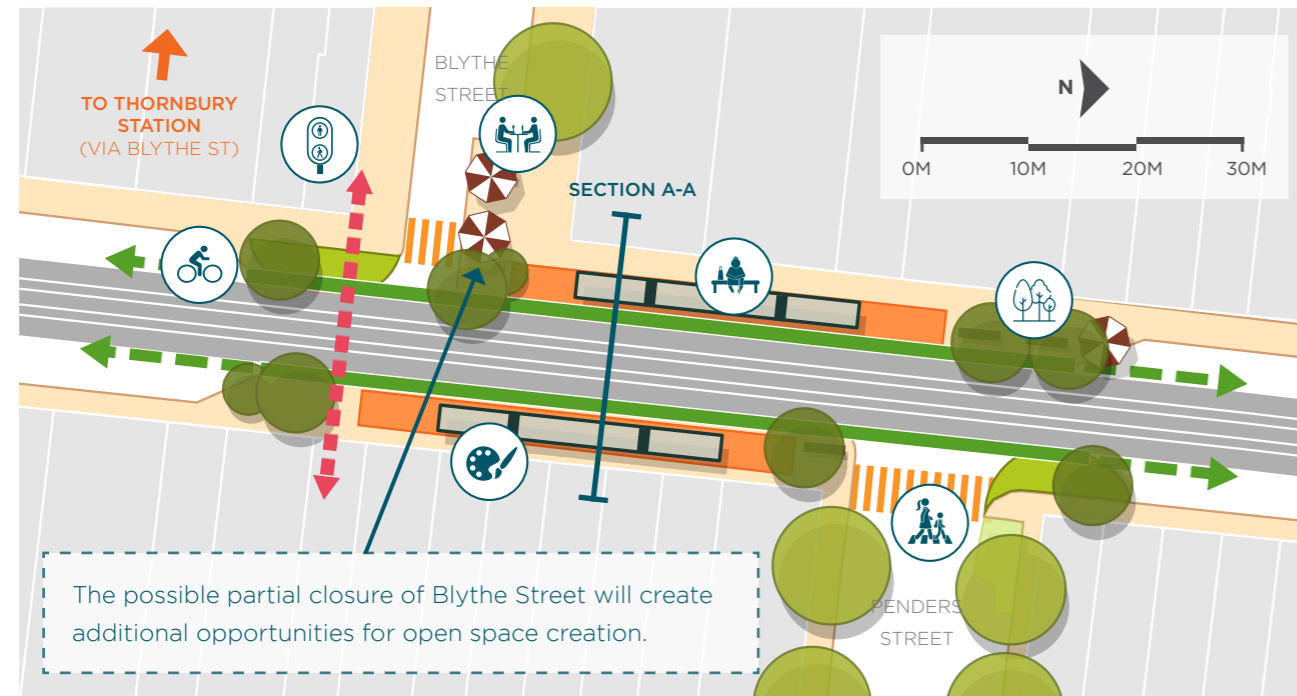 TO THORNBURY
STATION
(VIA BLYTHE ST)
BLYTHE
STREET
N
0M 10M 20M 30M
SECTION A-A
The possible partial closure of Blythe Street will create
additional opportunities for open space creation.
PENDERS
STREET